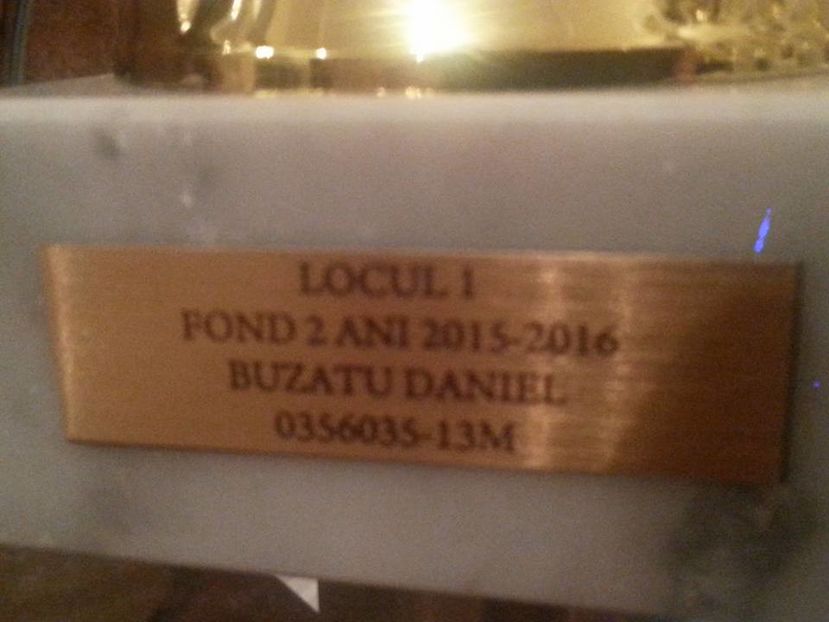 LOCUL 1
FOND 2 ANI 2015-2016
BUZATU DANIEL
0356035-13M